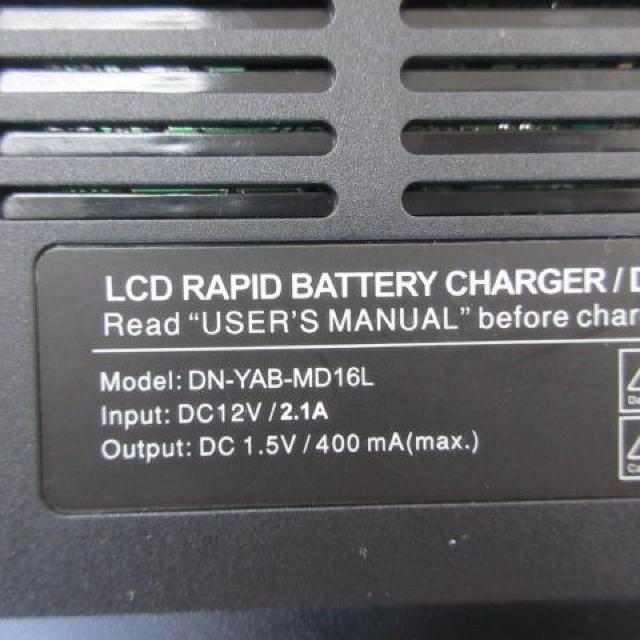 LCD RAPID BATTERY CHARGER / D
Read “USER'S MANUAL” before char
Model: DN-YAB-MD16L
Input: DC12V / 2.1A
Output: DC 1.5V / 400 mA(max.)